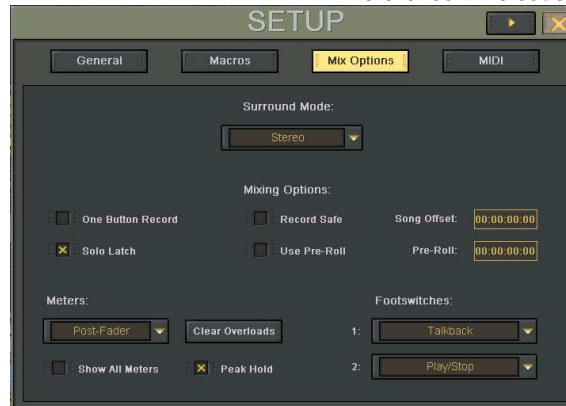 SETUP
General Macros Mix Options MIDI
Surround Mode:
Stereo
Mixing Options:
One Button Record Record Safe Song Offset: 00:00:00:00
Solo Latch Use Pre-Roll Pre-Roll: 00:00:00:00
Meters: Footswitches:
Post-Fader Clear Overloads 1: Talkback
Show All Meters Peak Hold 2: Play/Stop